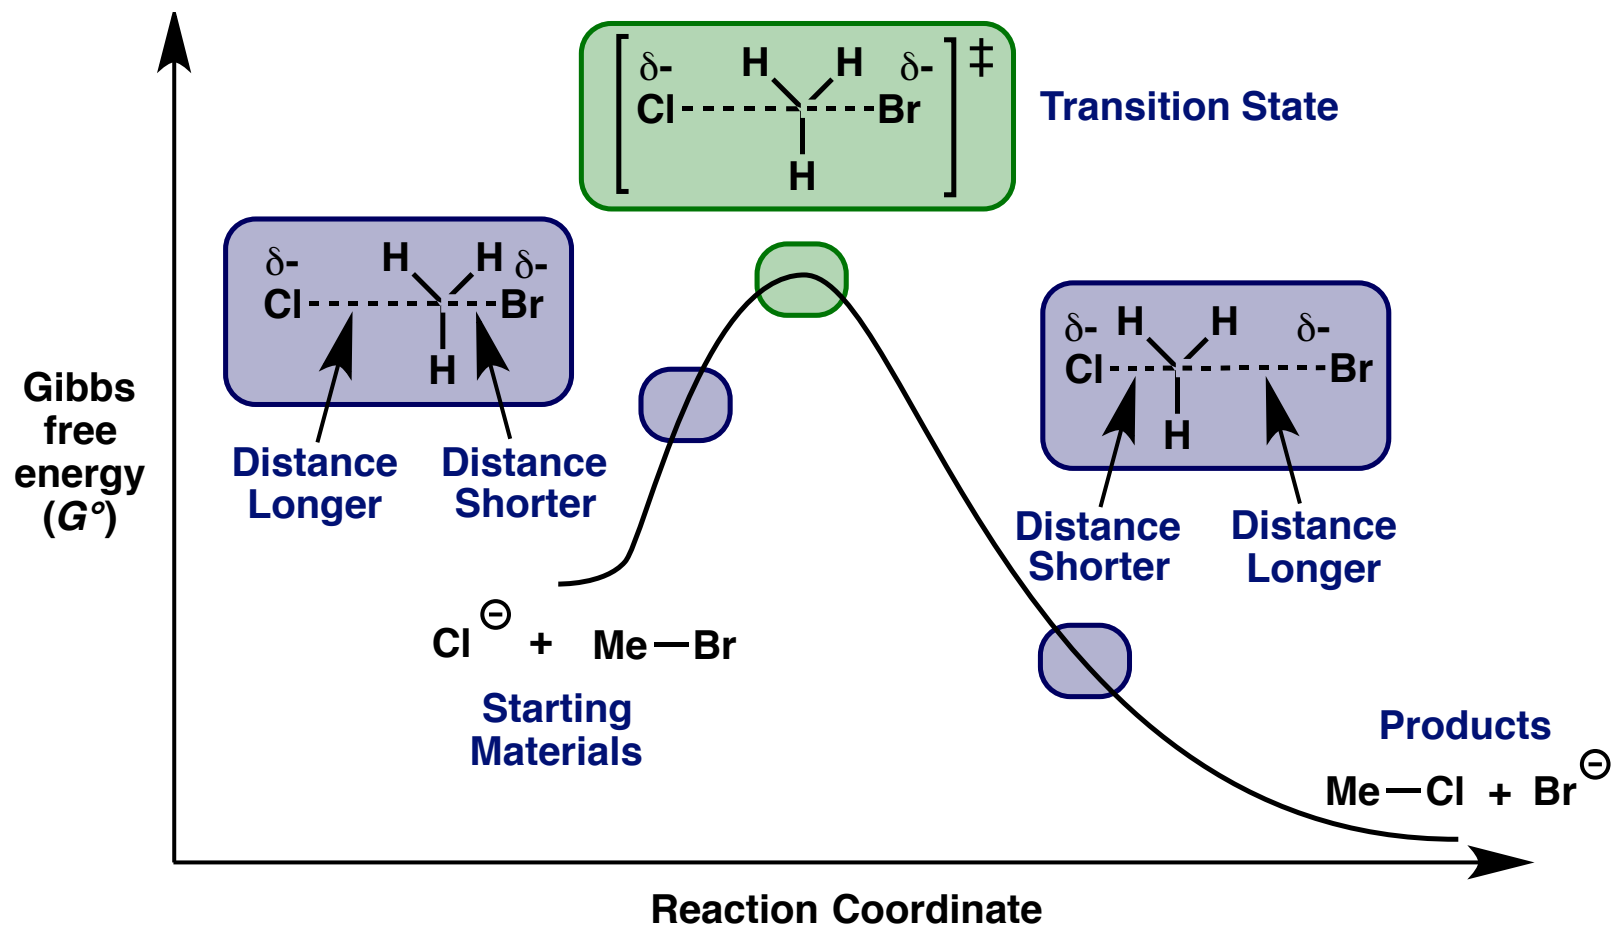 δ- H H δ- ‡
Cl Br
H
Transition State
δ- H H δ-
Cl Br
H
δ- H H δ-
Cl Br
H
Gibbs
free
energy
(G°)
Distance
Longer
Distance
Shorter
Distance
Shorter
Distance
Longer
Cl ⊖ + Me—Br
Starting
Materials
Products
Me—Cl + Br ⊖
Reaction Coordinate